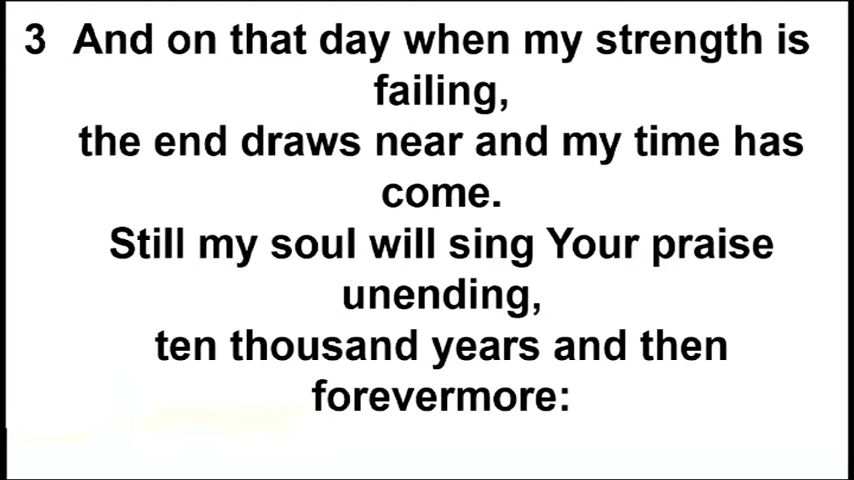 3 And on that day when my strength is
failing,
the end draws near and my time has
come.
Still my soul will sing Your praise
unending,
ten thousand years and then
forevermore: